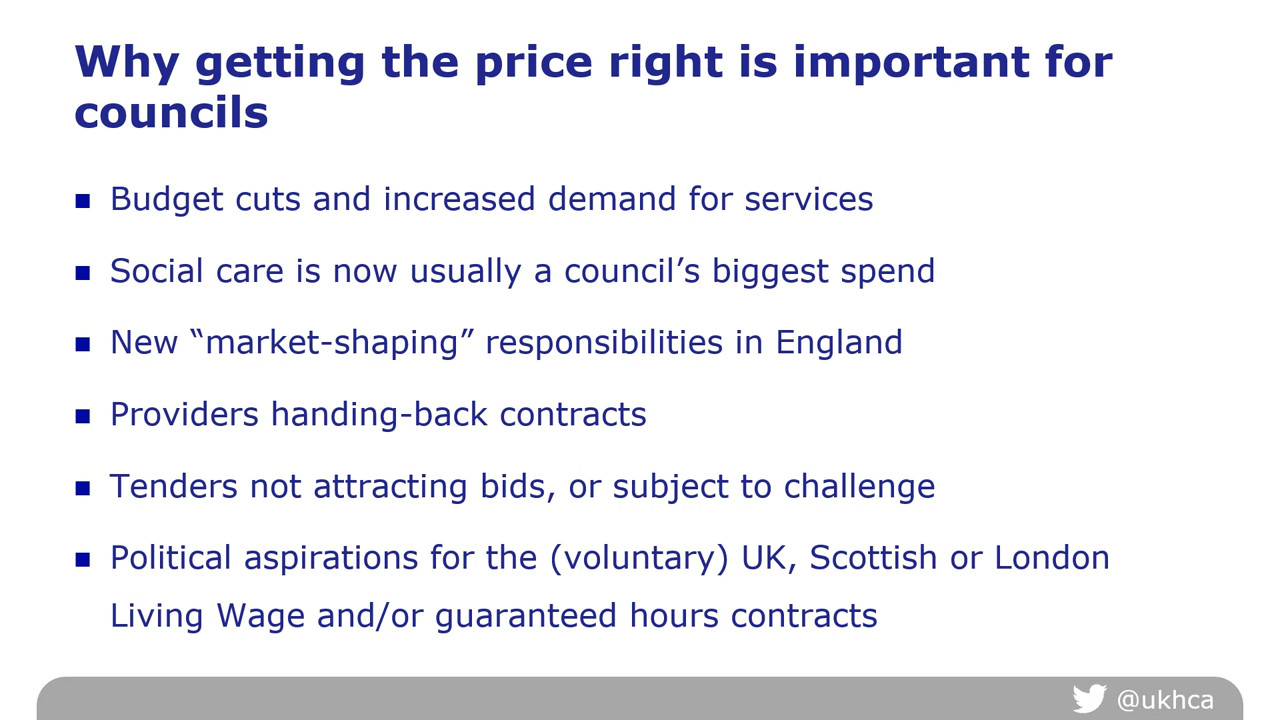 Why getting the price right is important for
councils
Budget cuts and increased demand for services
Social care is now usually a council’s biggest spend
New “market-shaping” responsibilities in England
Providers handing-back contracts
Tenders not attracting bids, or subject to challenge
Political aspirations for the (voluntary) UK, Scottish or London
Living Wage and/or guaranteed hours contracts
@ukhca